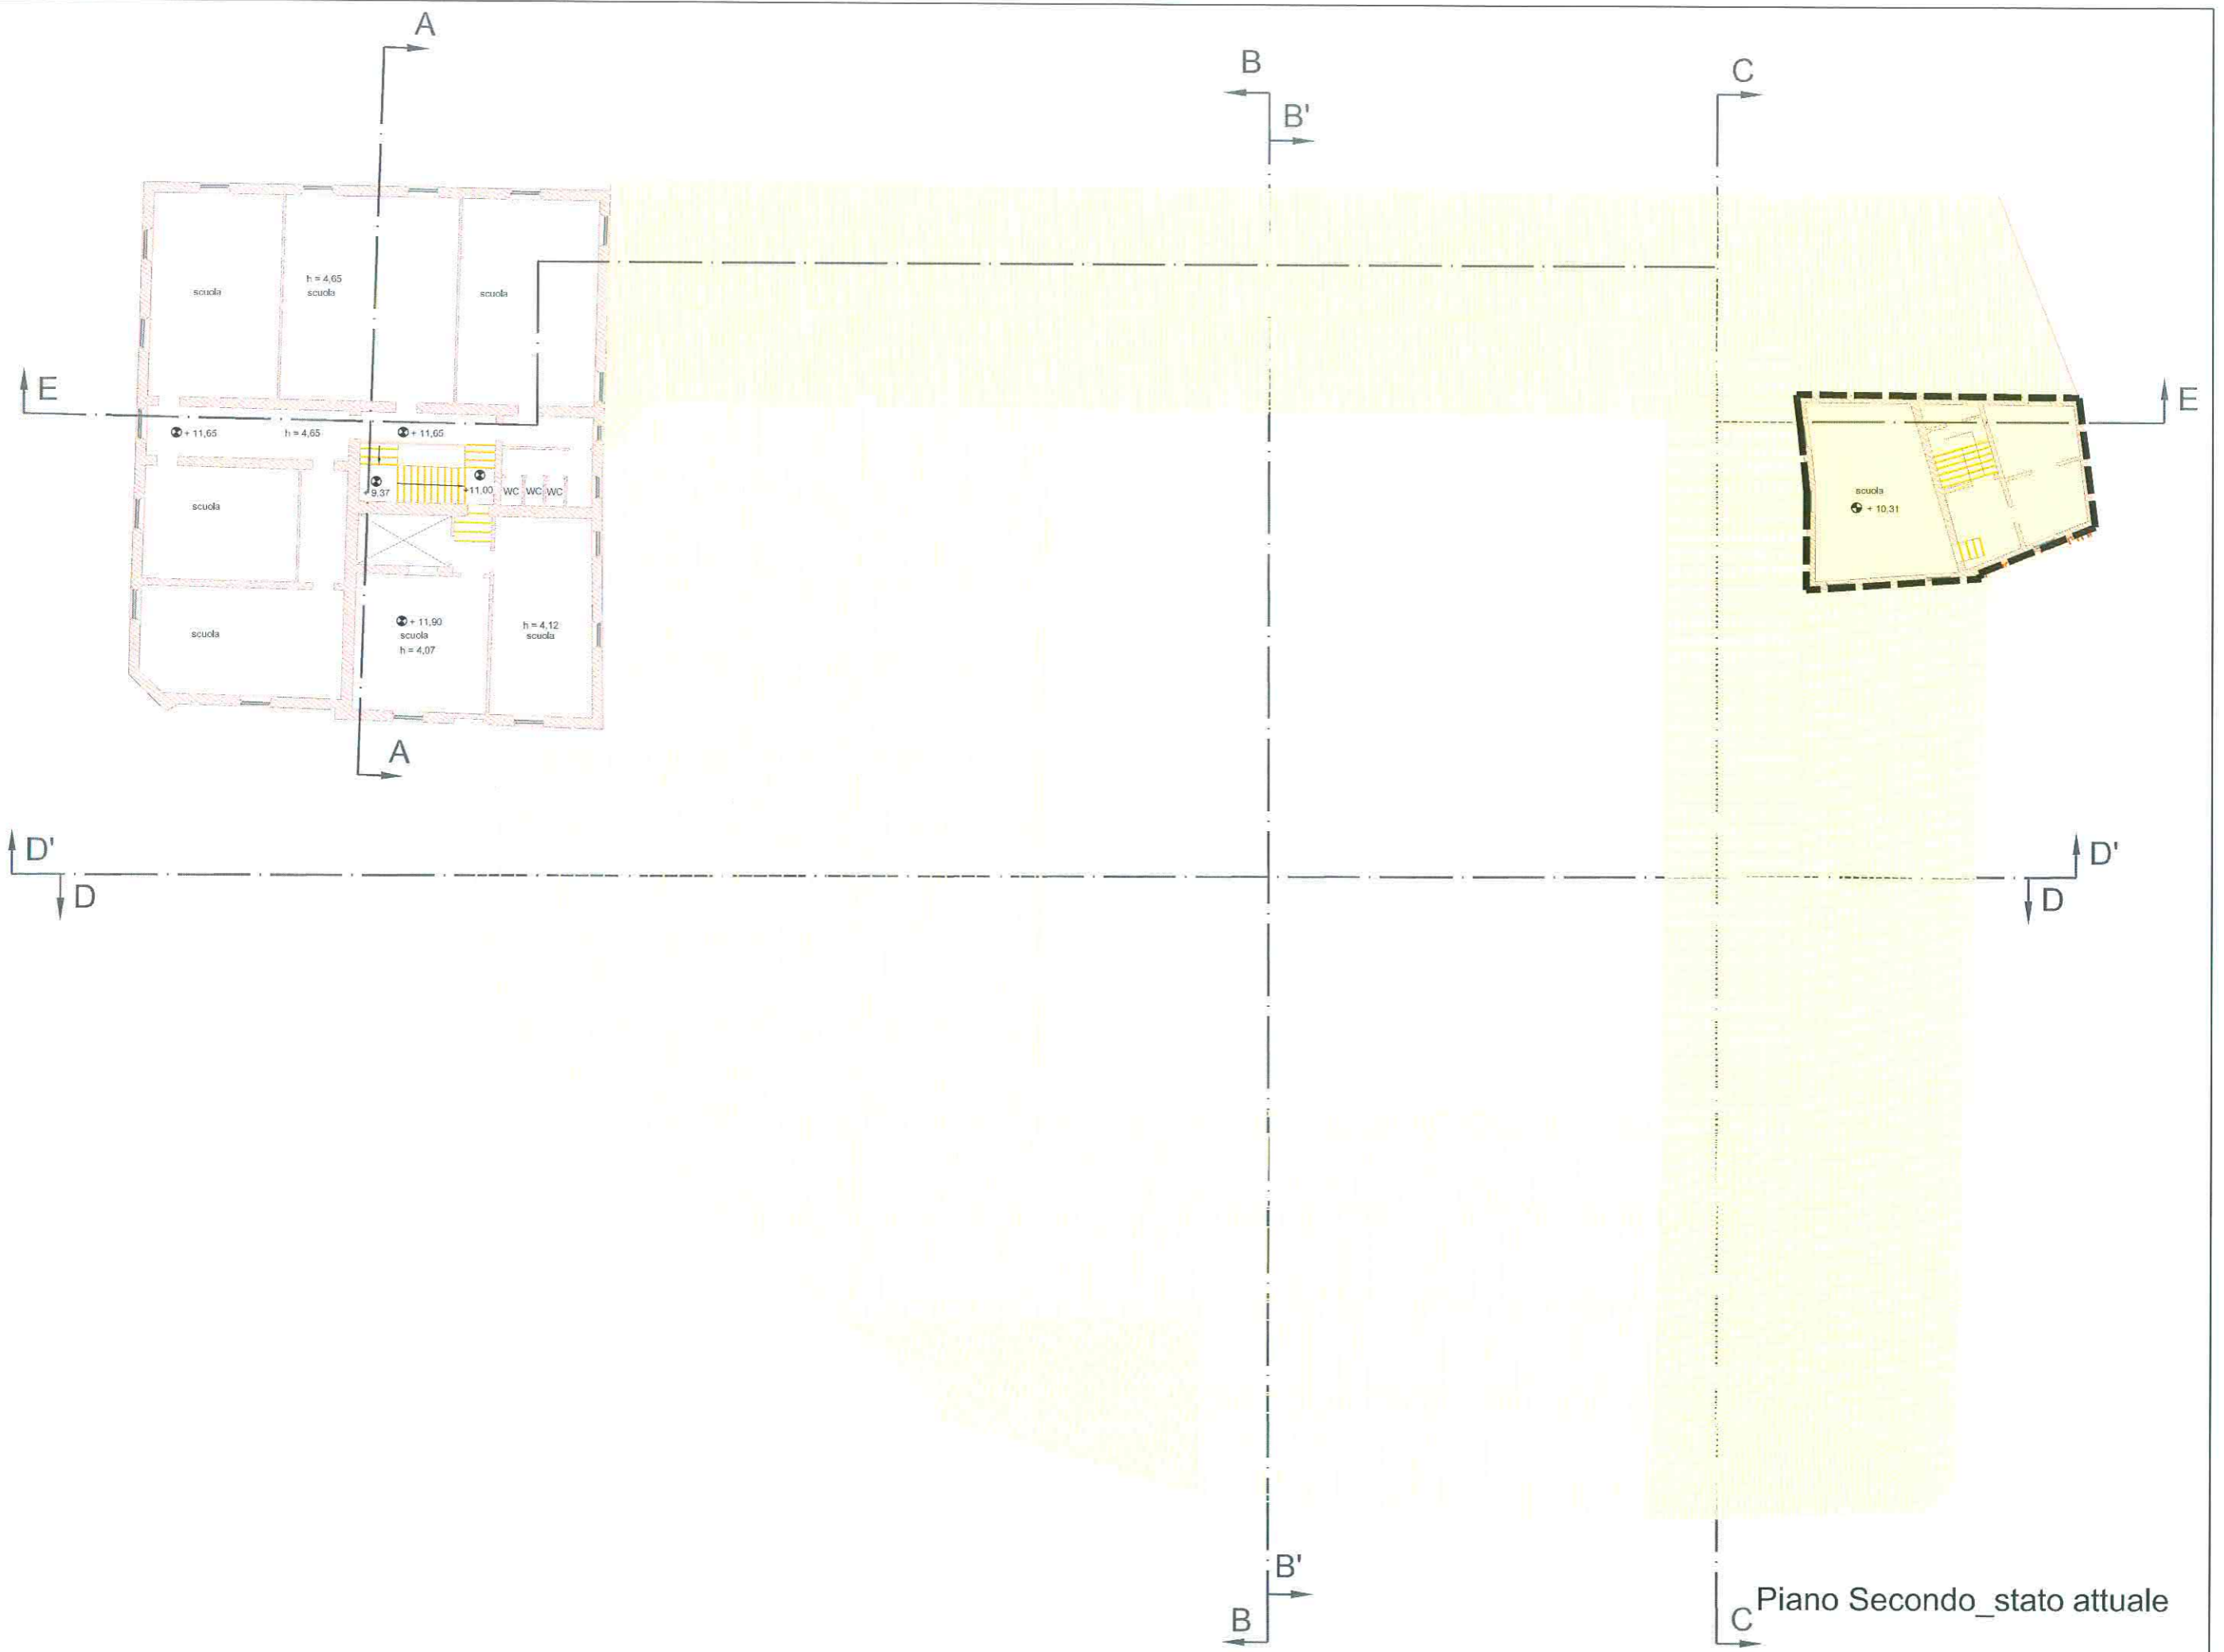 A
B
C
B'
h = 4,65
scuola
scuola
scuola
E
E
+ 11,65
h = 4,65
+ 11,65
+ 9,37
+11,00
WC WC WC
scuola
scuola
+ 10,31
+ 11,90
scuola
h = 4,07
h = 4,12
scuola
scuola
A
D'
D'
D
D
B'
B
C
Piano Secondo_stato attuale